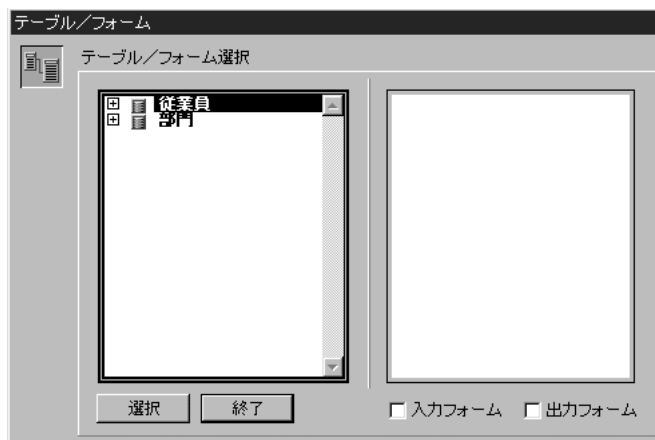 テーブル／フォーム
テーブル／フォーム選択
従業員
部門
選択 終了
入力フォーム 出力フォーム